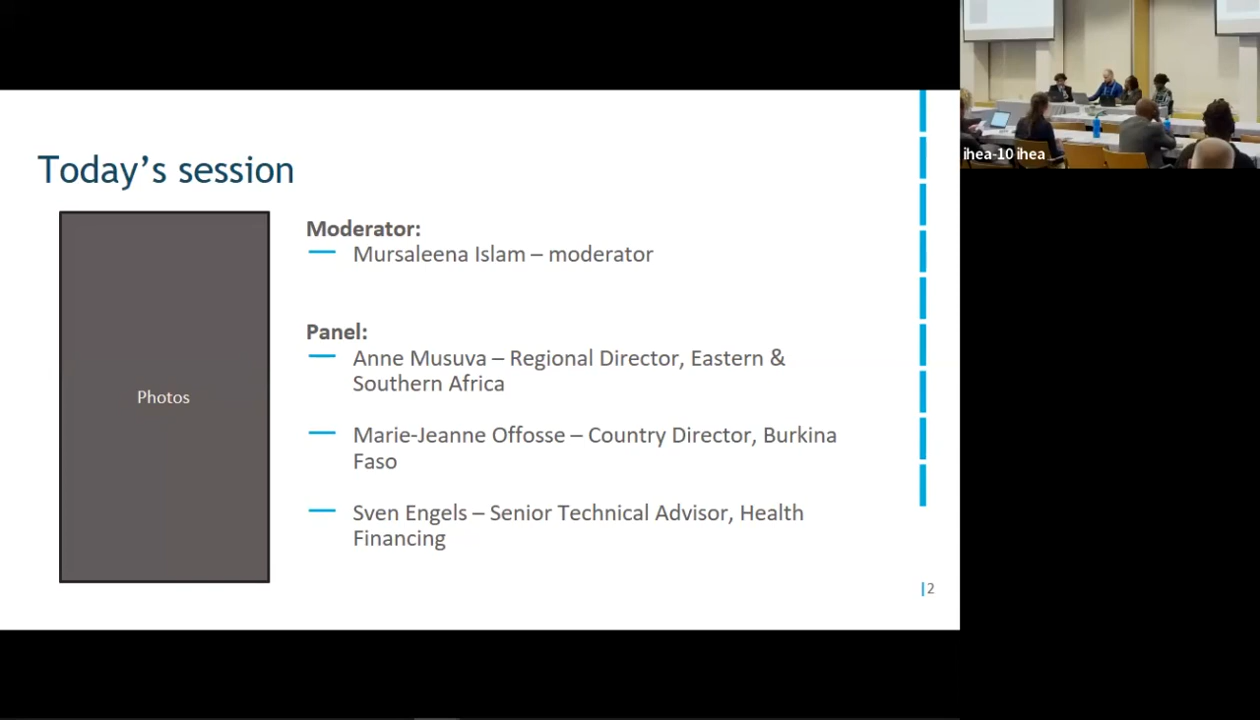 Today's session
Photos
Moderator:
Mursaleena Islam – moderator
Panel:
Anne Musuva – Regional Director, Eastern &
Southern Africa
Marie-Jeanne Offosse – Country Director, Burkina
Faso
Sven Engels – Senior Technical Advisor, Health
Financing
|2
ihea-10 ihea